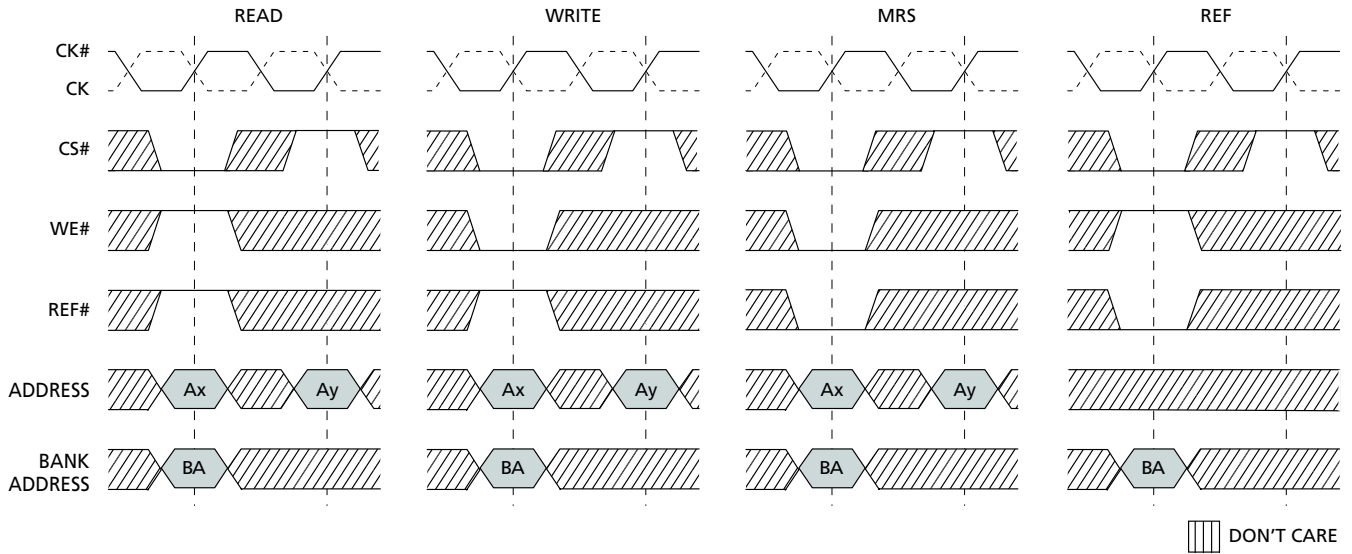 READ WRITE MRS REF
CK#
CK
CS#
WE#
REF#
ADDRESS Ax Ay Ax Ay Ax Ay
BANK
ADDRESS BA BA BA BA
DON'T CARE